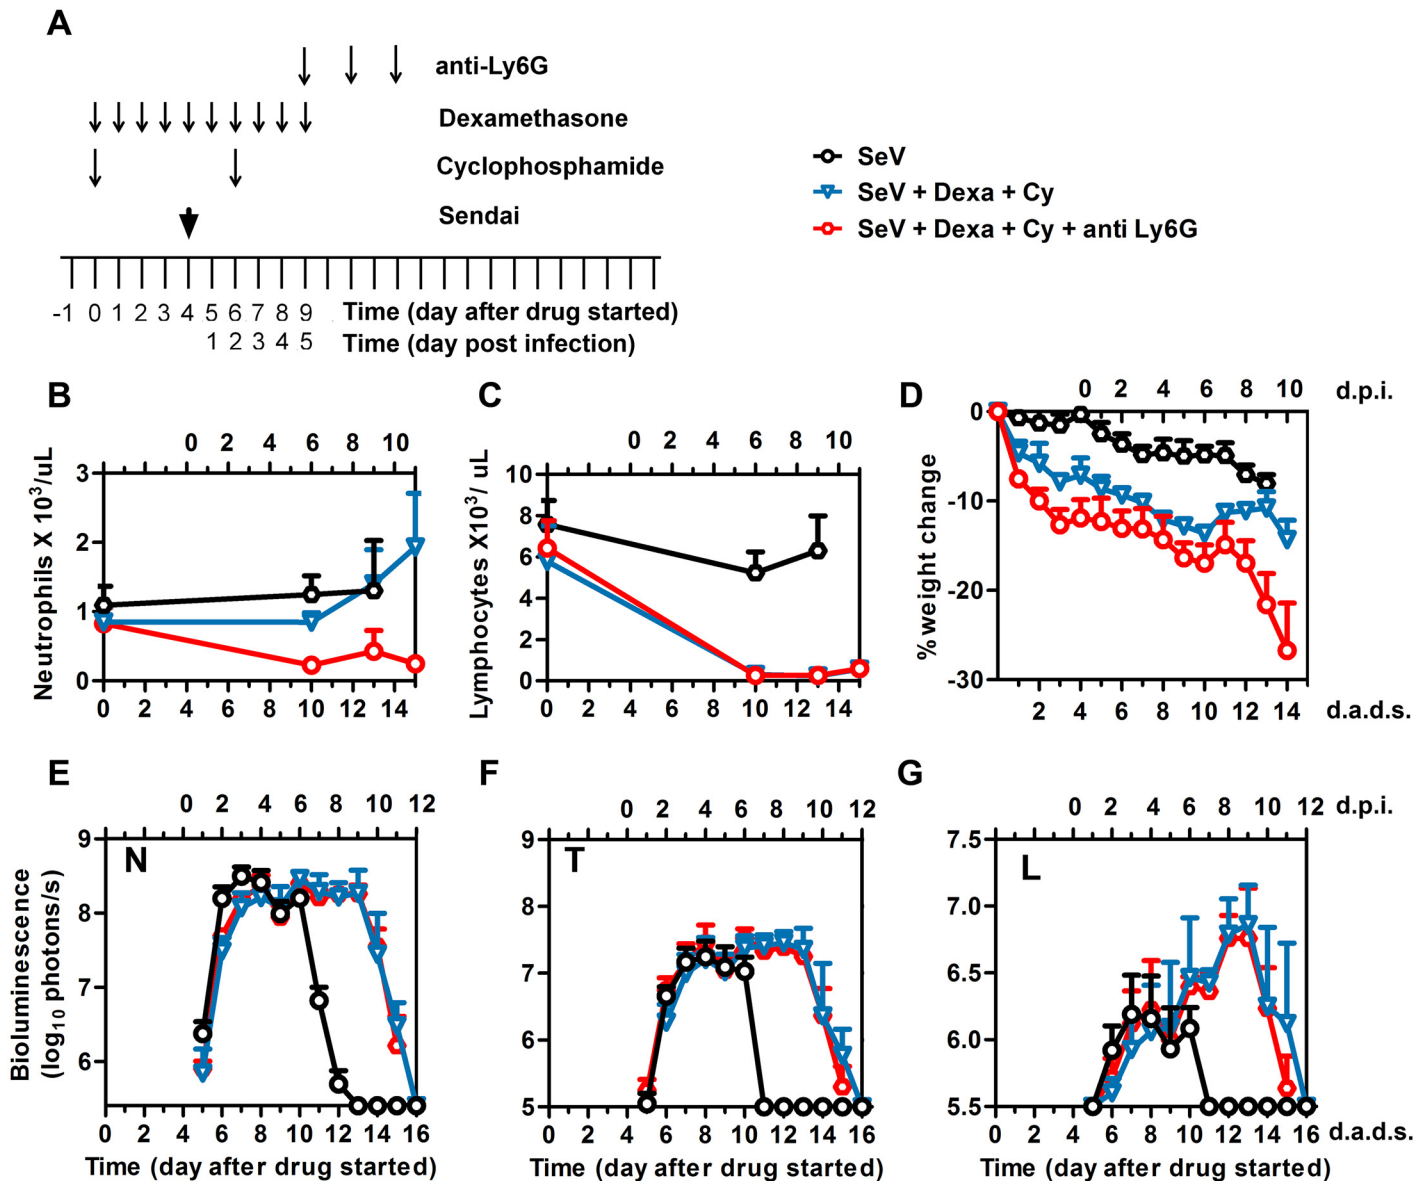 A
anti-Ly6G
Dexamethasone
Cyclophosphamide
Sendai
-1 0 1 2 3 4 5 6 7 8 9 Time (day after drug started)
1 2 3 4 5 Time (day post infection)
SeV
SeV + Dexa + Cy
SeV + Dexa + Cy + anti Ly6G
B
0 2 4 6 8 10
Neutrophils X 10³/uL
3
2
1
0
0 2 4 6 8 10 12 14
C
0 2 4 6 8 10
Lymphocytes X10³/ uL
10
8
6
4
2
0
0 2 4 6 8 10 12 14
D
0 2 4 6 8 10 d.p.i.
% weight change
0
-10
-20
-30
2 4 6 8 10 12 14 d.a.d.s.
E
0 2 4 6 8 10 12
N
Bioluminescence
(log₁₀ photons/s)
9
8
7
6
0 2 4 6 8 10 12 14 16
Time (day after drug started)
F
0 2 4 6 8 10 12
T
9
8
7
6
5
0 2 4 6 8 10 12 14 16
Time (day after drug started)
G
0 2 4 6 8 10 12 d.p.i.
L
7.5
7.0
6.5
6.0
5.5
0 2 4 6 8 10 12 14 16 d.a.d.s.
Time (day after drug started)